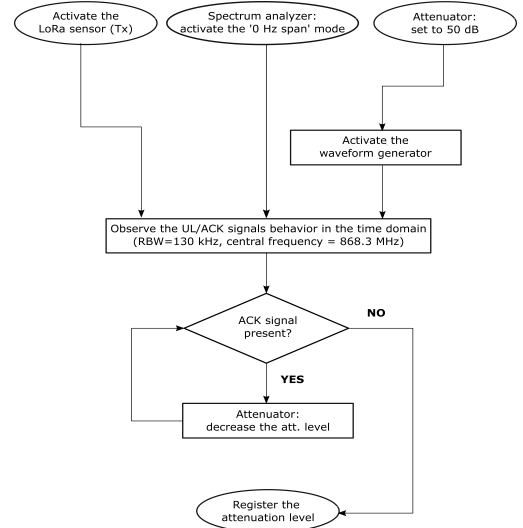 Activate the
LoRa sensor (Tx)
Spectrum analyzer:
activate the '0 Hz span' mode
Attenuator:
set to 50 dB
Activate the
waveform generator
Observe the UL/ACK signals behavior in the time domain
(RBW=130 kHz, central frequency = 868.3 MHz)
ACK signal
present?
NO
YES
Attenuator:
decrease the att. level
Register the
attenuation level